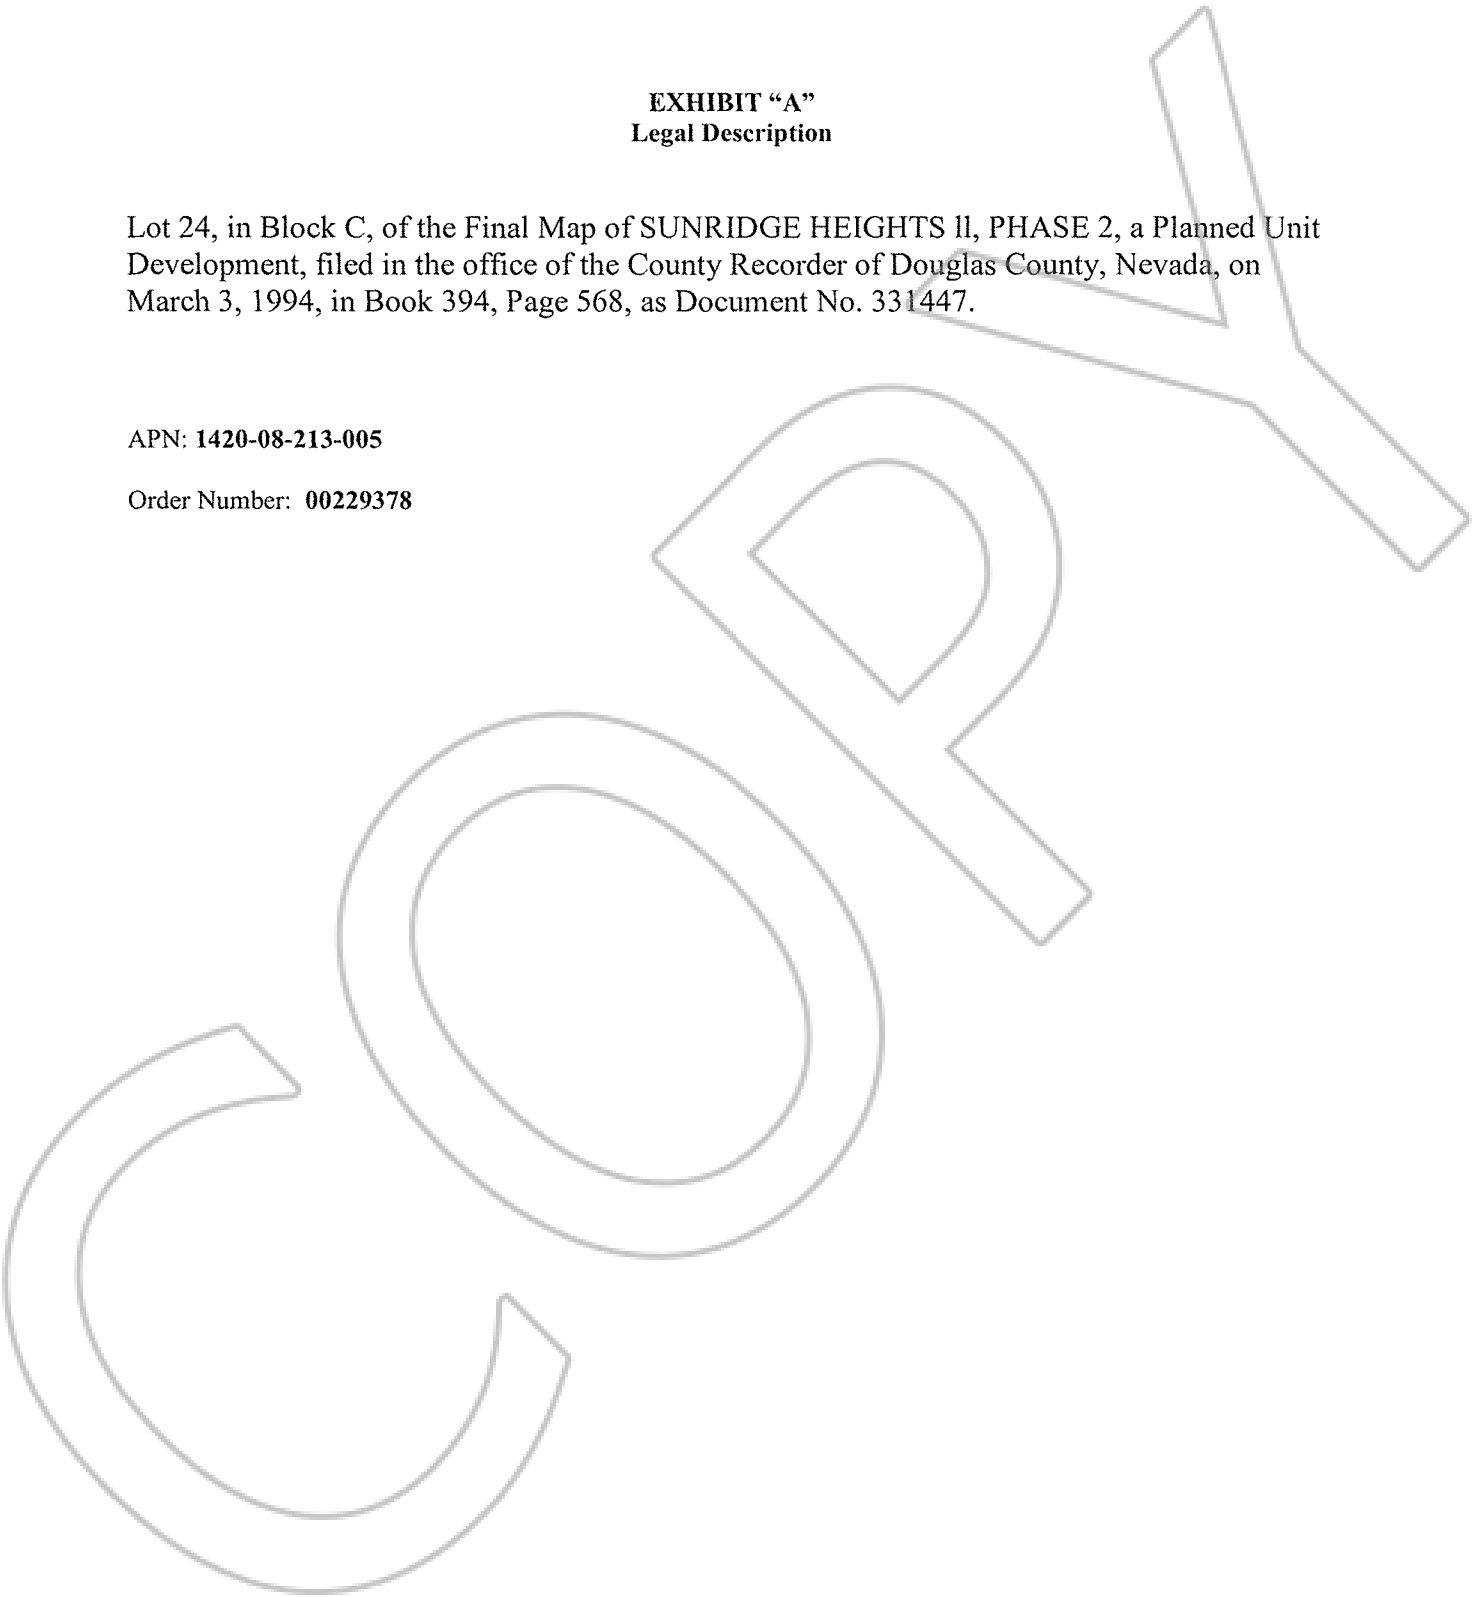 EXHIBIT “A”
Legal Description
Lot 24, in Block C, of the Final Map of SUNRIDGE HEIGHTS ll, PHASE 2, a Planned Unit
Development, filed in the office of the County Recorder of Douglas County, Nevada, on
March 3, 1994, in Book 394, Page 568, as Document No. 331447.
APN: 1420-08-213-005
Order Number: 00229378
COPY